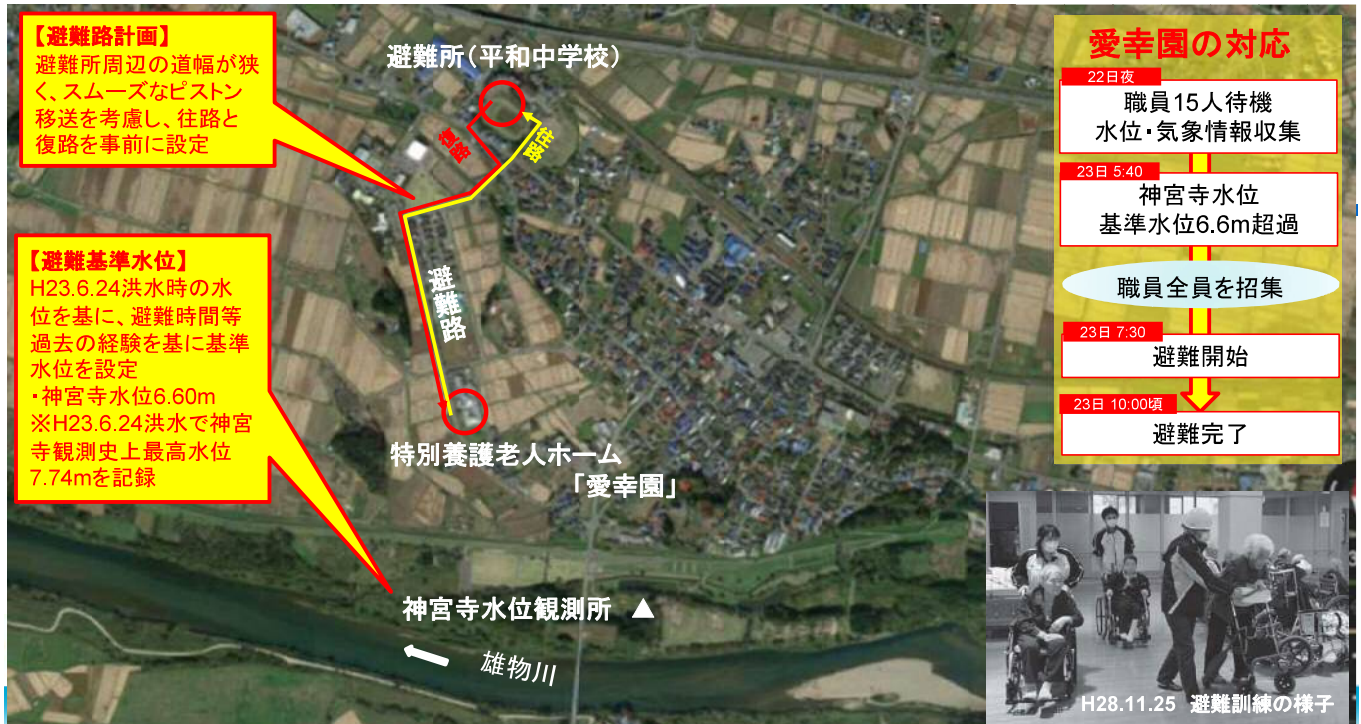 【避難路計画】
避難所周辺の道幅が狭
く、スムーズなピストン
移送を考慮し、往路と
復路を事前に設定
避難所(平和中学校)
復路
往路
避難路
【避難基準水位】
H23.6.24洪水時の水
位を基に、避難時間等
過去の経験を基に基準
水位を設定
・神宮寺水位6.60m
※H23.6.24洪水で神宮
寺観測史上最高水位
7.74mを記録
特別養護老人ホーム
「愛幸園」
神宮寺水位観測所 ▲
雄物川
愛幸園の対応
22日夜
職員15人待機
水位・気象情報収集
23日 5:40
神宮寺水位
基準水位6.6m超過
職員全員を招集
23日 7:30
避難開始
23日 10:00頃
避難完了
H28.11.25 避難訓練の様子